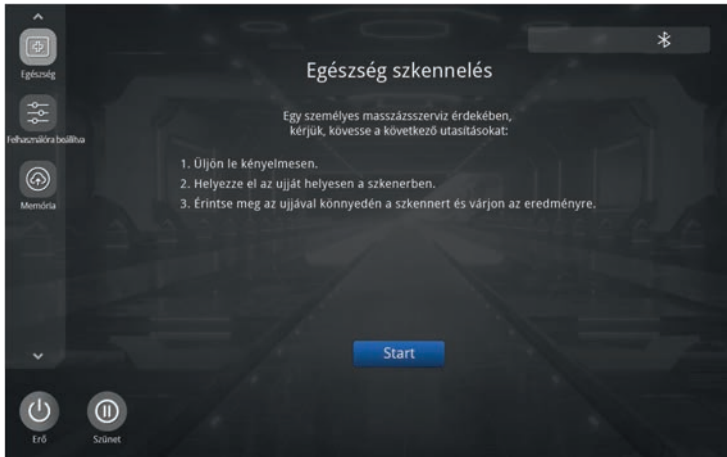 Egészség
Felhasználóra beállítva
Memória
Egészség szkennelés
Egy személyes masszázsszerviz érdekében,
kérjük, kövesse a következő utasításokat:
1. Üljön le kényelmesen.
2. Helyezze el az ujját helyesen a szkenerben.
3. Érintse meg az ujjával könnyedén a szkennert és várjon az eredményre.
Start
Erő
Szünet